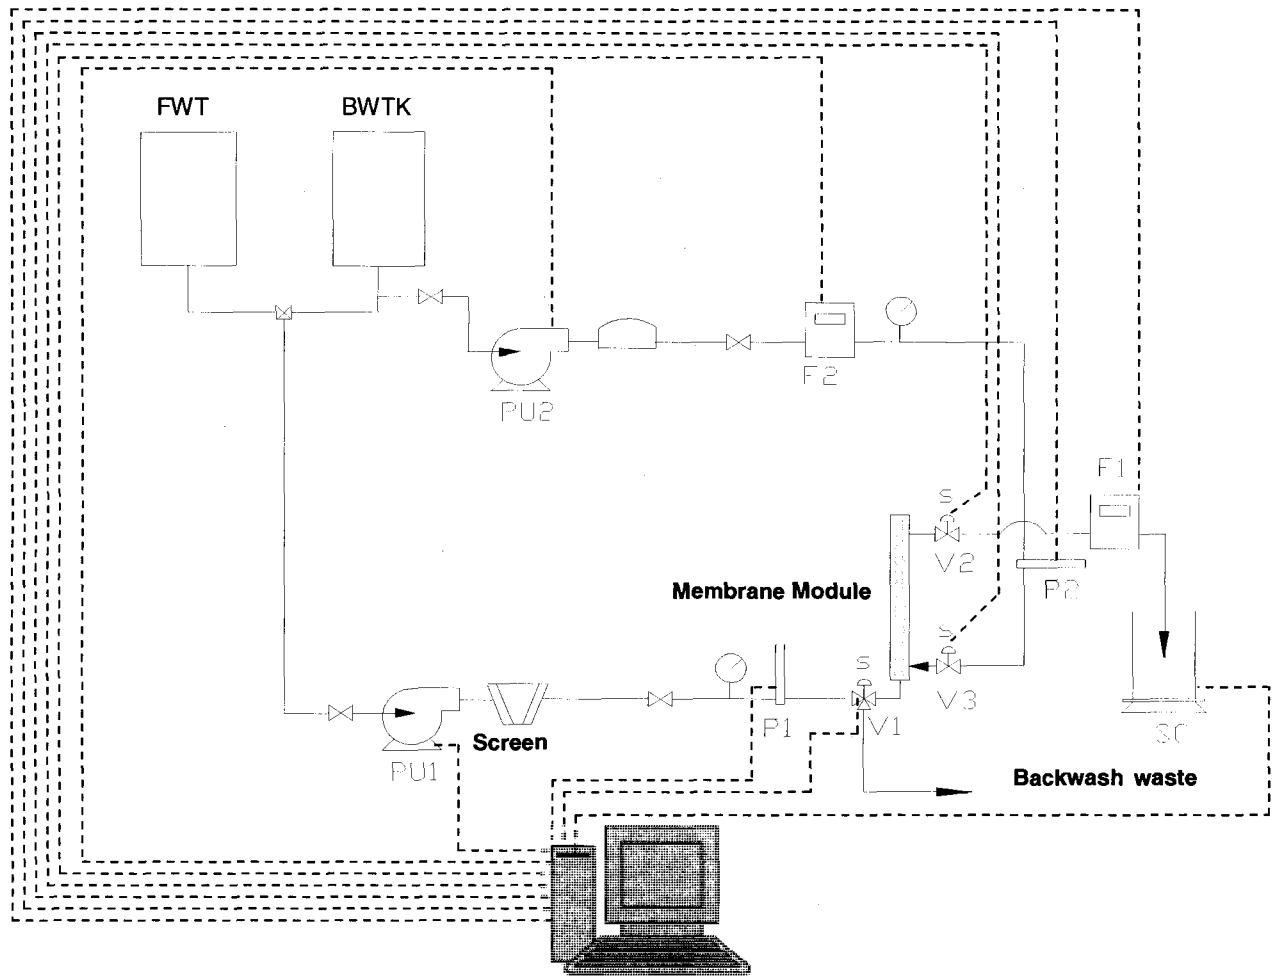 FWT
BWTK
F2
PU2
F1
S
V2
P2
Membrane Module
S
V3
S
P1
V1
SC
Screen
PU1
Backwash waste